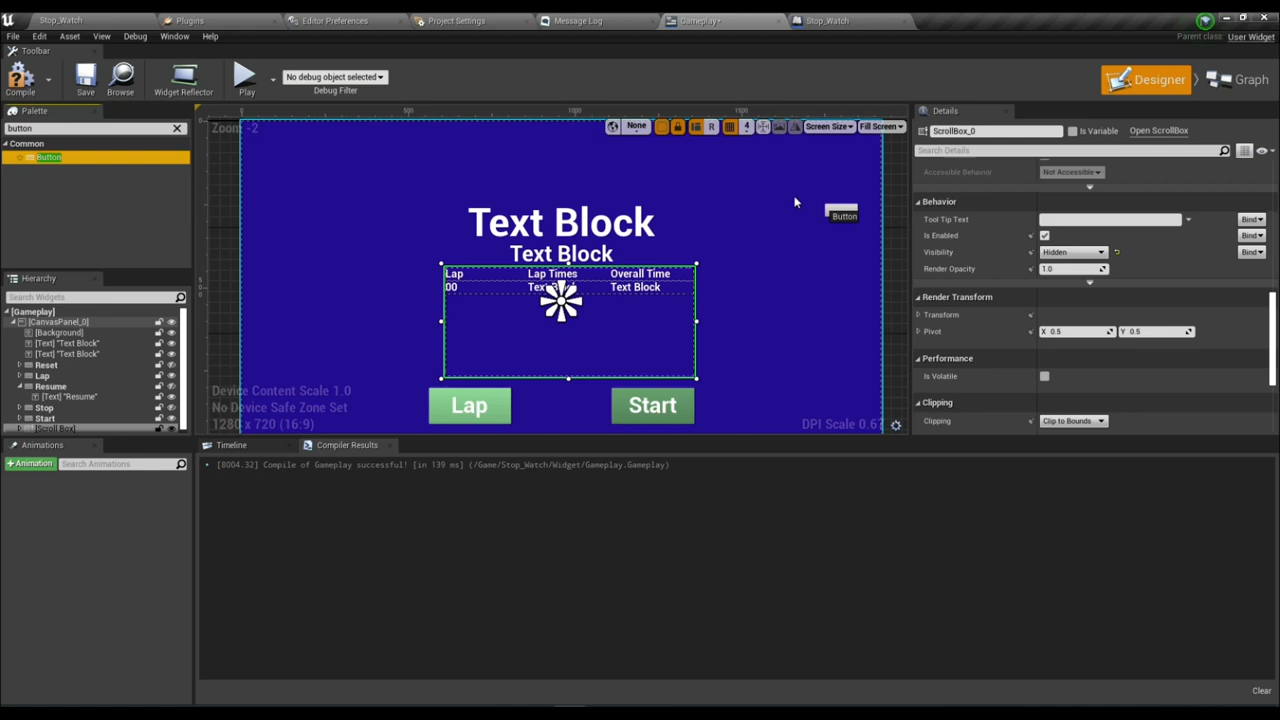 Stop_Watch
Plugins
Editor Preferences
Project Settings
Message Log
Gameplay*
Stop_Watch
File Edit Asset View Debug Window Help
Parent class: User Widget
Toolbar
Compile
Save
Browse
Widget Reflector
Play
No debug object selected
Debug Filter
Designer
Graph
Palette
button
Common
Button
Hierarchy
Search Widgets
[Gameplay]
[CanvasPanel_0]
[Background]
[Text] "Text Block"
[Text] "Text Block"
Reset
Lap
Resume
[Text] "Resume"
Stop
Start
[Scroll Box]
Zoom -2
500
1000
1500
None
R
4
Screen Size
Fill Screen
Text Block
Text Block
Lap Lap Times Overall Time
00
Text Block
Button
Device Content Scale 1.0
No Device Safe Zone Set
1280 x 720 (16:9)
Lap
Start
DPI Scale 0.67
Details
ScrollBox_0
Is Variable
Open ScrollBox
Search Details
Accessible Behavior
Not Accessible
Behavior
Tool Tip Text
Bind
Is Enabled
Bind
Visibility
Hidden
Bind
Render Opacity
1.0
Render Transform
Transform
Pivot
X 0.5
Y 0.5
Performance
Is Volatile
Clipping
Clipping
Clip to Bounds
Animations
+Animation
Search Animations
Timeline
Compiler Results
[8004.32] Compile of Gameplay successful! [in 139 ms] (/Game/Stop_Watch/Widget/Gameplay.Gameplay)
Clear